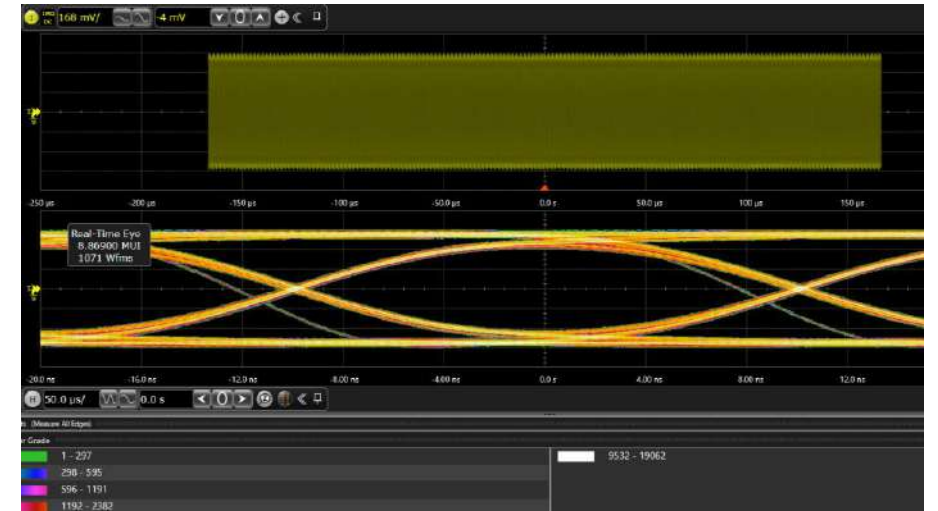 168 mV/ -4 mV
-250 µs -200 µs -150 µs -100 µs -50.0 µs 0.0 s 50.0 µs 100 µs 150 µs
Real-Time Eye
8.86900 MUI
1071 Wfms
-20.0 ns -16.0 ns -12.0 ns -8.00 ns -4.00 ns 0.0 s 4.00 ns 8.00 ns 12.0 ns
H 50.0 µs/ 0.0 s
(Measure All Edges)
r Grade
1 - 297 9532 - 19062
298 - 595
596 - 1191
1192 - 2382